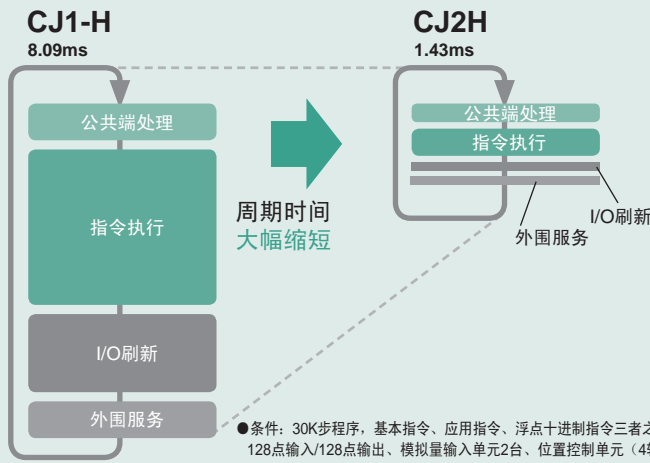 CJ1-H
8.09ms
公共端处理
指令执行
I/O刷新
外围服务
周期时间
大幅缩短
CJ2H
1.43ms
公共端处理
指令执行
I/O刷新
外围服务
●条件：30K步程序，基本指令、应用指令、浮点十进制指令三者之
128点输入/128点输出、模拟量输入单元2台、位置控制单元（4